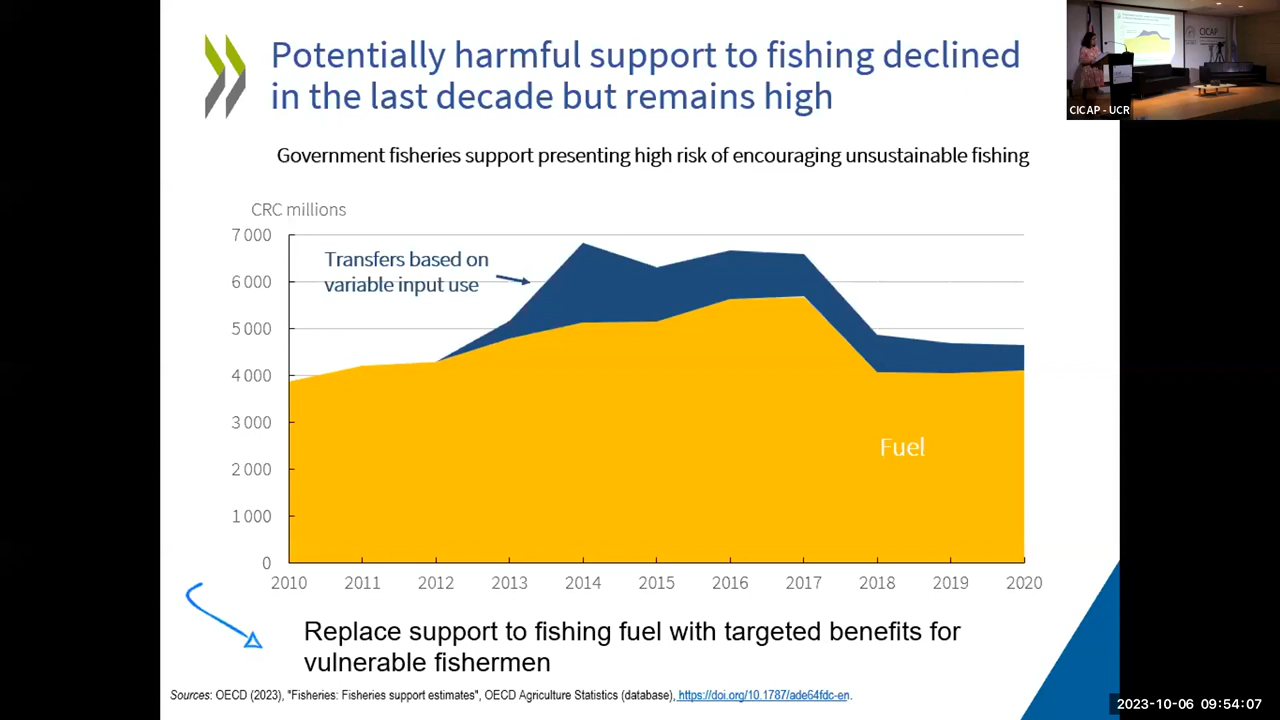 Potentially harmful support to fishing declined
in the last decade but remains high
CICAP
CICAP - UCR
Government fisheries support presenting high risk of encouraging unsustainable fishing
CRC millions
7 000
6 000
5 000
4 000
3 000
2 000
1 000
0
Transfers based on
variable input use
Fuel
2010 2011 2012 2013 2014 2015 2016 2017 2018 2019 2020
Replace support to fishing fuel with targeted benefits for
vulnerable fishermen
Sources: OECD (2023), "Fisheries: Fisheries support estimates", OECD Agriculture Statistics (database), https://doi.org/10.1787/ade64fdc-en.
2023-10-06 09:54:07